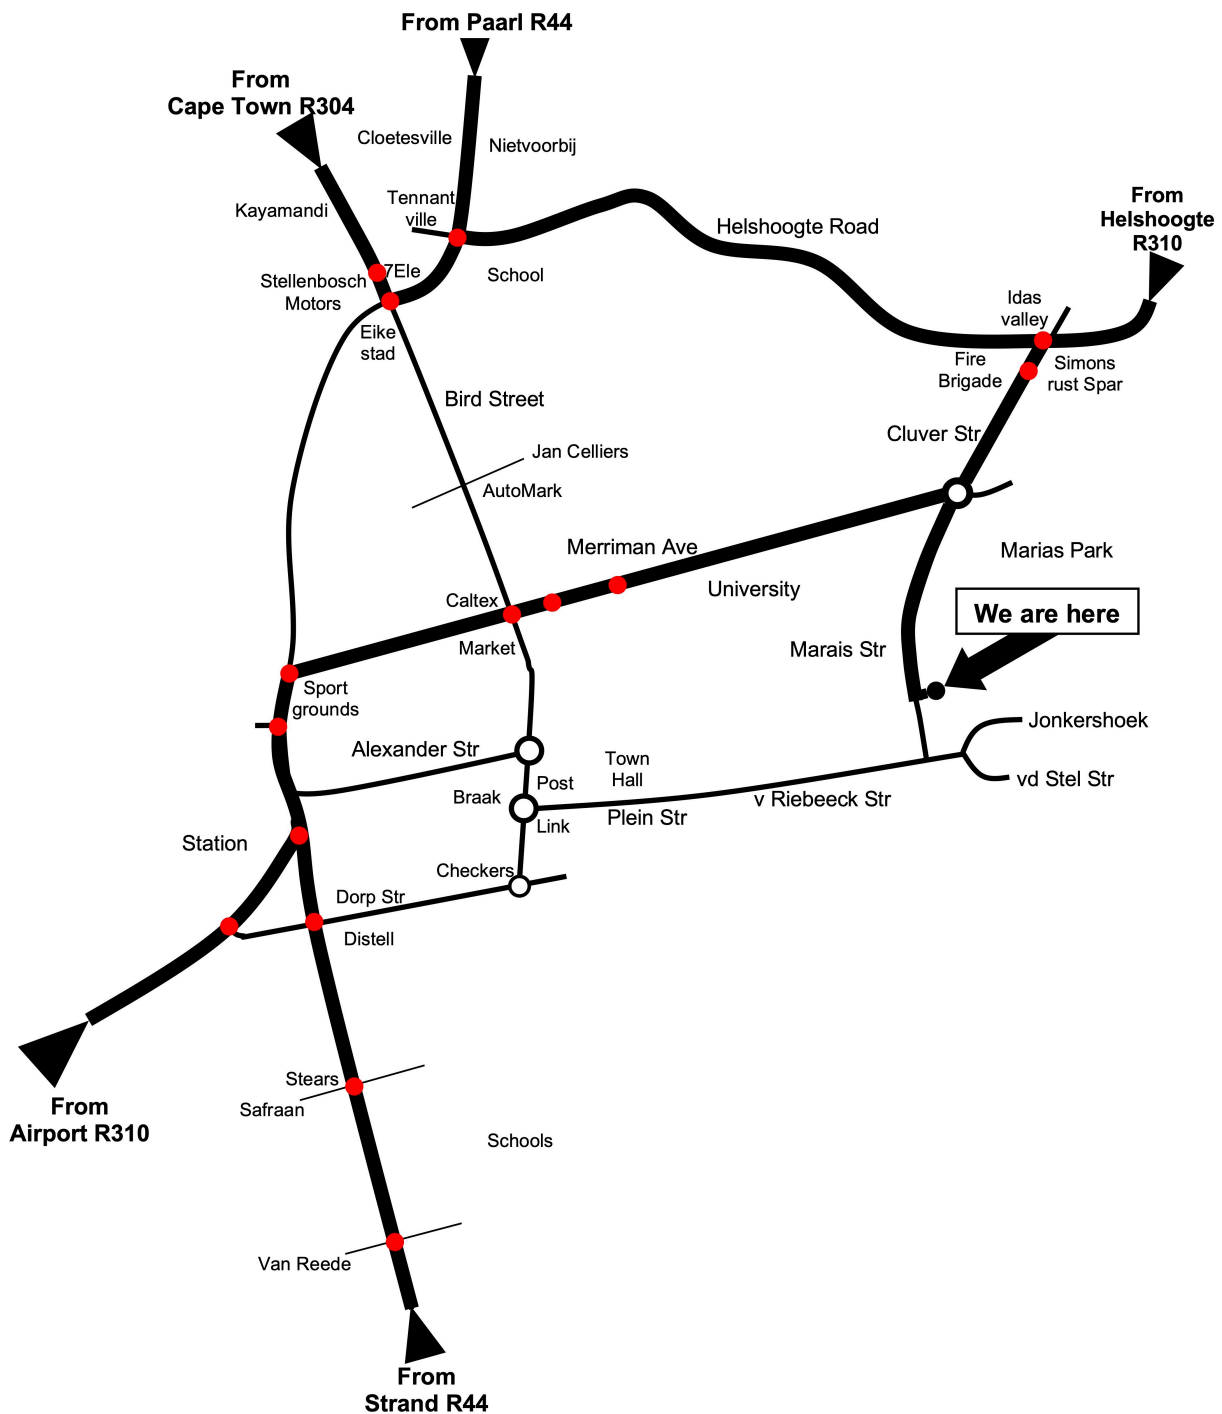 From Paarl R44
From
Cape Town R304
Cloetesville
Nietvoorbij
Tennant
ville
Kayamandi
From
Helshoogte
R310
Helshoogte Road
7Ele
School
Stellenbosch
Motors
Idas
valley
Eike
stad
Fire
Brigade
Simons
rust Spar
Bird Street
Cluver Str
Jan Celliers
AutoMark
Merriman Ave
Marias Park
University
Caltex
We are here
Market
Marais Str
Sport
grounds
Jonkershoek
Alexander Str
Town
Hall
vd Stel Str
Post
Braak
v Riebeeck Str
Link
Plein Str
Station
Checkers
Dorp Str
Distell
Stears
Safraan
From
Airport R310
Schools
Van Reede
From
Strand R44